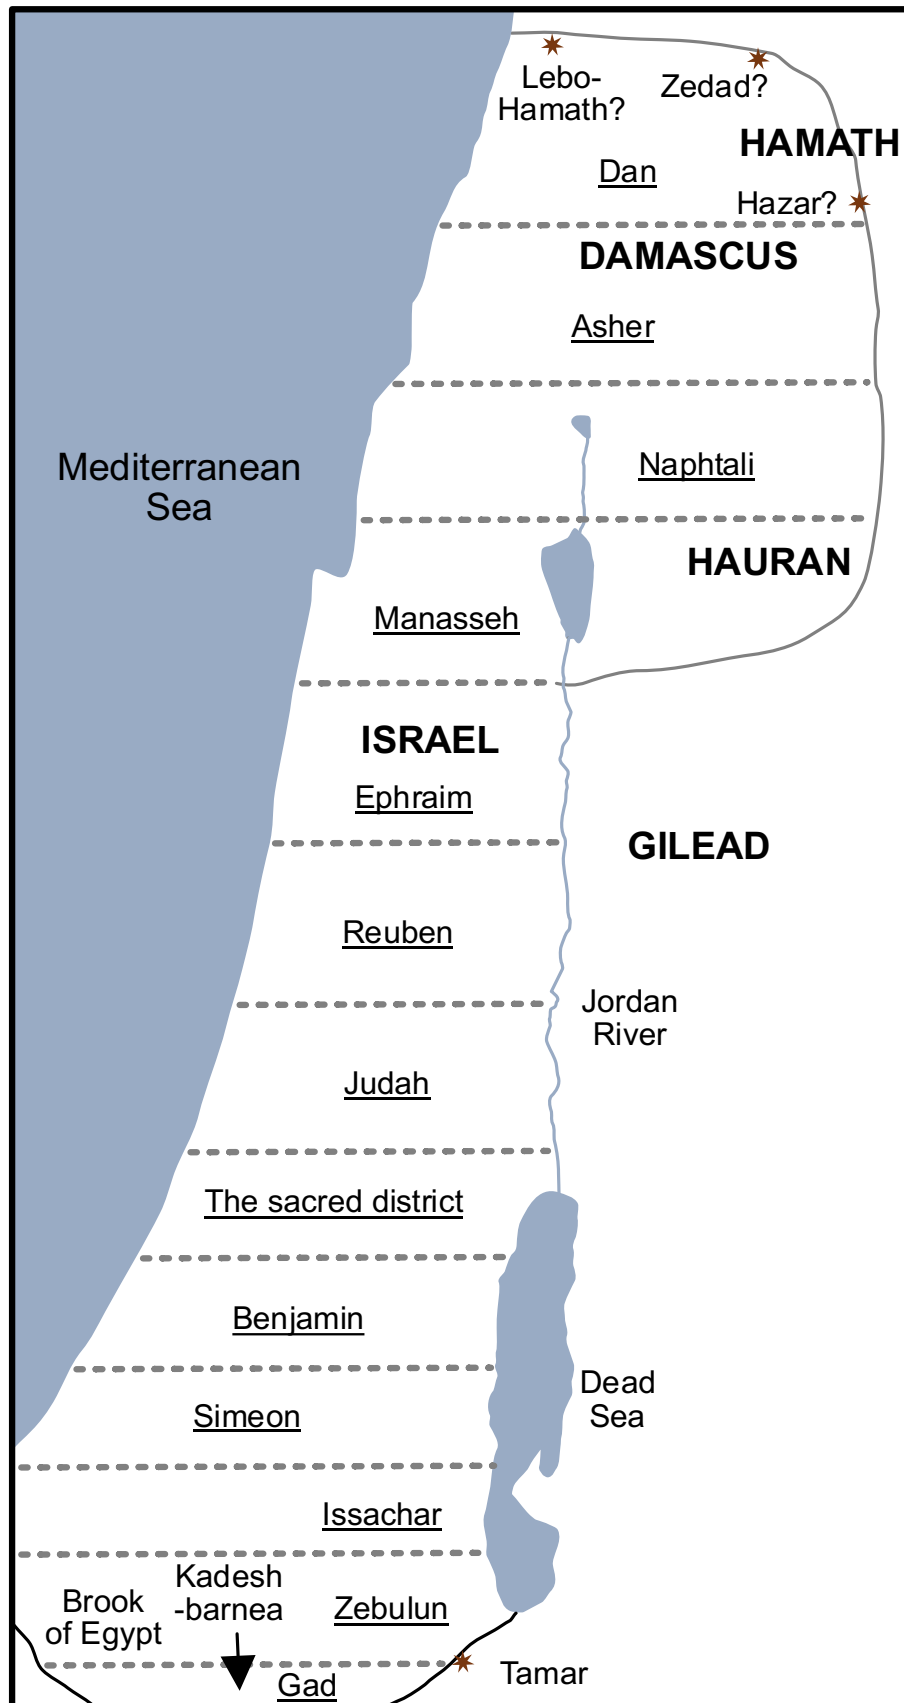 Lebo-
Hamath?
Zedad?
HAMATH
Dan
Hazar?
DAMASCUS
Asher
Mediterranean
Sea
Naphtali
HAURAN
Manasseh
ISRAEL
Ephraim
GILEAD
Reuben
Jordan
River
Judah
The sacred district
Benjamin
Dead
Sea
Simeon
Issachar
Kadesh
-barnea
Brook
of Egypt
Zebulun
Tamar
Gad